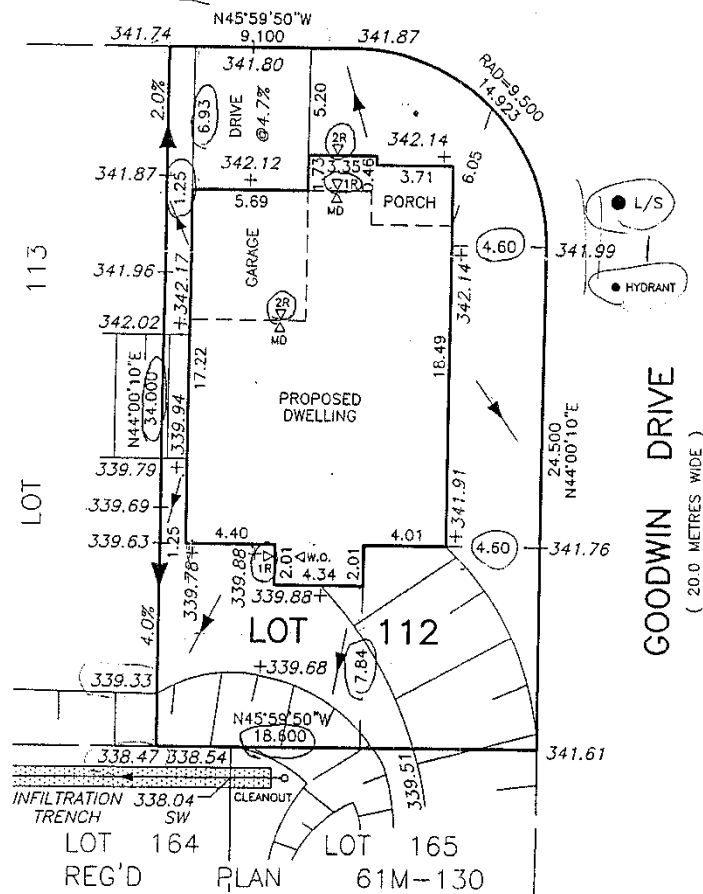 N45°59'50"W
341.74
9.100
341.87
341.80
2.0%
6.93
DRIVE
@4.7%
5.20
RAD=9.500
14.923
2R
342.14
342.12
1.73
3.35
0.46
1R
3.71
6.05
341.87
1.25
5.69
MD
PORCH
L/S
113
GARAGE
4.60
341.99
341.96
342.17
342.14
HYDRANT
342.02
2R
MD
N44°00'10"E
34.000
17.22
18.49
PROPOSED
DWELLING
339.94
24.500
N44°00'10"E
GOODWIN DRIVE
( 20.0 METRES WIDE )
339.79
LOT
339.69
341.91
339.63
1.25
4.40
4.01
4.60
341.76
339.78
339.88
1R
2.01
W.O.
4.34
2.01
339.88
4.0%
LOT 112
339.68
7.84
339.33
N45°59'50"W
18.600
341.61
338.47
338.54
339.51
INFILTRATION
TRENCH
338.04
SW
CLEANOUT
LOT 164
LOT 165
REG'D PLAN 61M-130